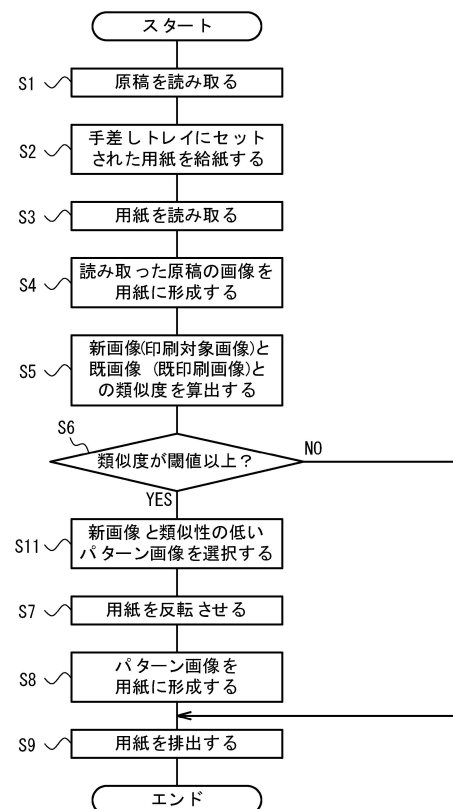 スタート
S1
原稿を読み取る
S2
手差しトレイにセット
された用紙を給紙する
S3
用紙を読み取る
S4
読み取った原稿の画像を
用紙に形成する
S5
新画像(印刷対象画像)と
既画像(既印刷画像)と
の類似度を算出する
S6
類似度が閾値以上?
NO
YES
S11
新画像と類似性の低い
パターン画像を選択する
S7
用紙を反転させる
S8
パターン画像を
用紙に形成する
S9
用紙を排出する
エンド